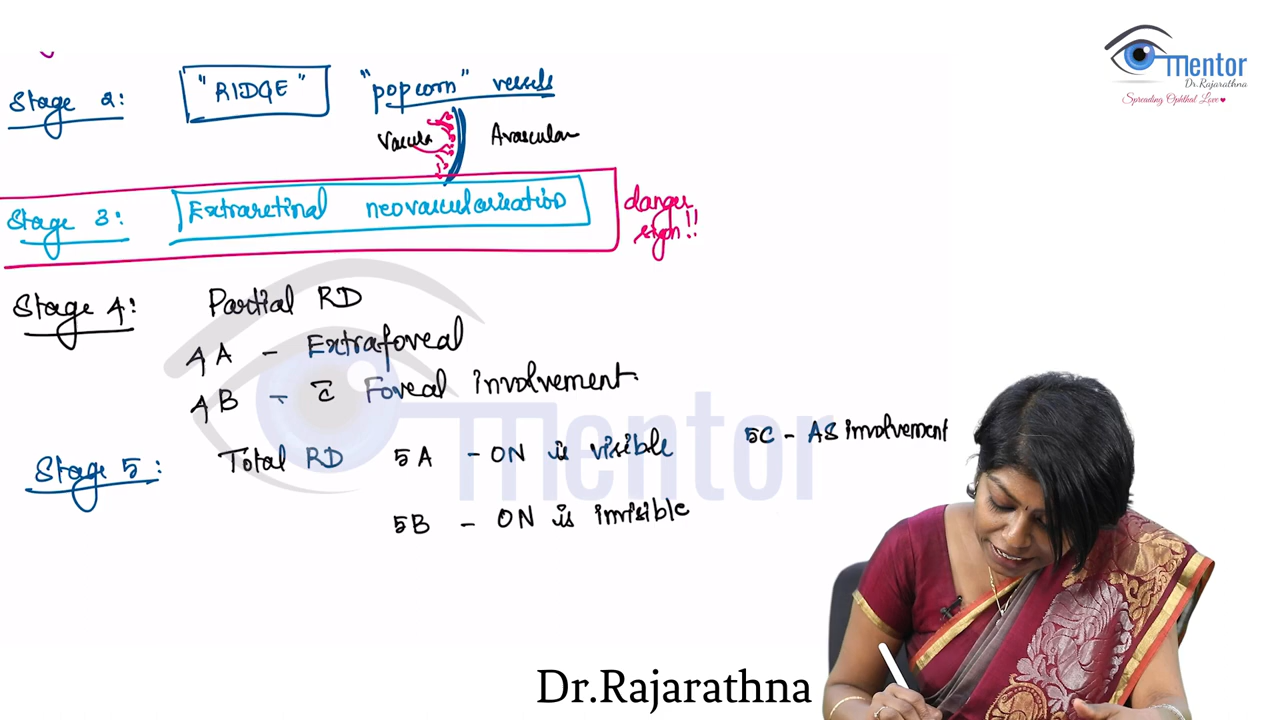 mentor
Dr.Rajarathna
Spreading Ophthal Love
Stage 2: "RIDGE" "popcorn" vessels
Avascular
Stage 3: Extraretinal neovascularisation danger
sign!!
Stage 4: Partial RD
4A - Extrafoveal
4B - c̄ Foveal involvement.
Stage 5: Total RD 5A - ON is visible 5C - AS involvement
5B - ON is invisible
mentor
Dr.Rajarathna